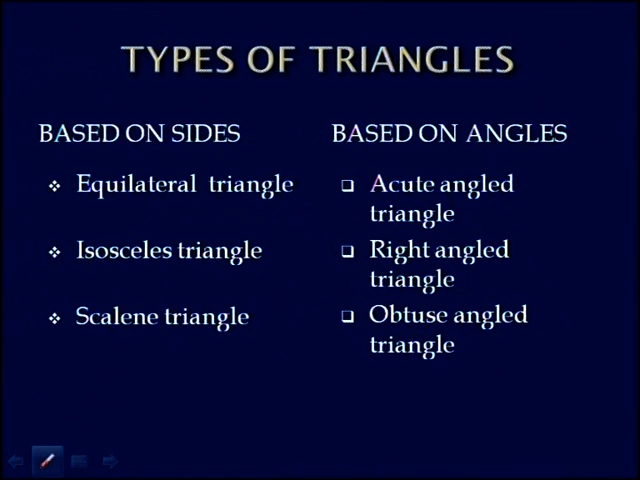 TYPES OF TRIANGLES
BASED ON SIDES
Equilateral triangle
Isosceles triangle
Scalene triangle
BASED ON ANGLES
Acute angled
triangle
Right angled
triangle
Obtuse angled
triangle